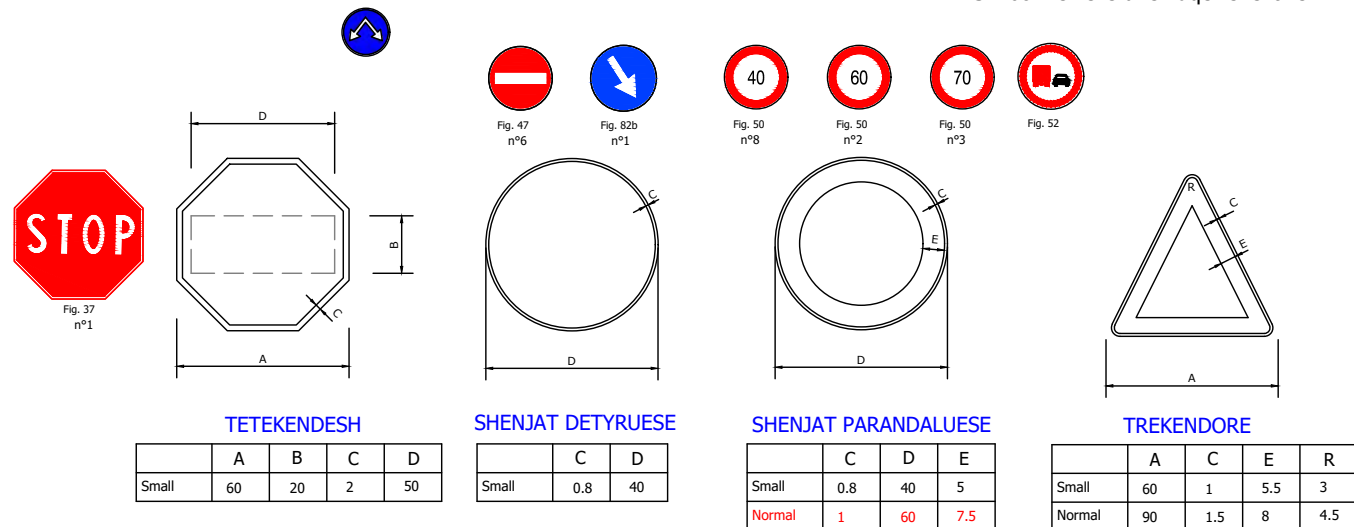 40
60
70
Fig. 47
n°6
Fig. 82b
n°1
Fig. 50
n°8
Fig. 50
n°2
Fig. 50
n°3
Fig. 52
STOP
Fig. 37
n°1
D
B
C
A
C
D
C
E
D
R
C
E
A
TETEKENDESH
A B C D
Small 60 20 2 50
SHENJAT DETYRUESE
C D
Small 0.8 40
SHENJAT PARANDALUESE
C D E
Small 0.8 40 5
Normal 1 60 7.5
TREKENDORE
A C E R
Small 60 1 5.5 3
Normal 90 1.5 8 4.5